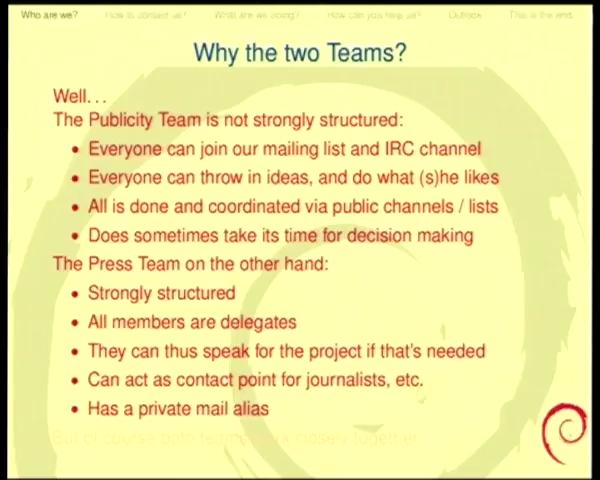 Who are we? How to contact us? What are we doing? How can you help us? Outlook This is the end.
Why the two Teams?
Well...
The Publicity Team is not strongly structured:
• Everyone can join our mailing list and IRC channel
• Everyone can throw in ideas, and do what (s)he likes
• All is done and coordinated via public channels / lists
• Does sometimes take its time for decision making
The Press Team on the other hand:
• Strongly structured
• All members are delegates
• They can thus speak for the project if that's needed
• Can act as contact point for journalists, etc.
• Has a private mail alias
But of course both teams work closely together